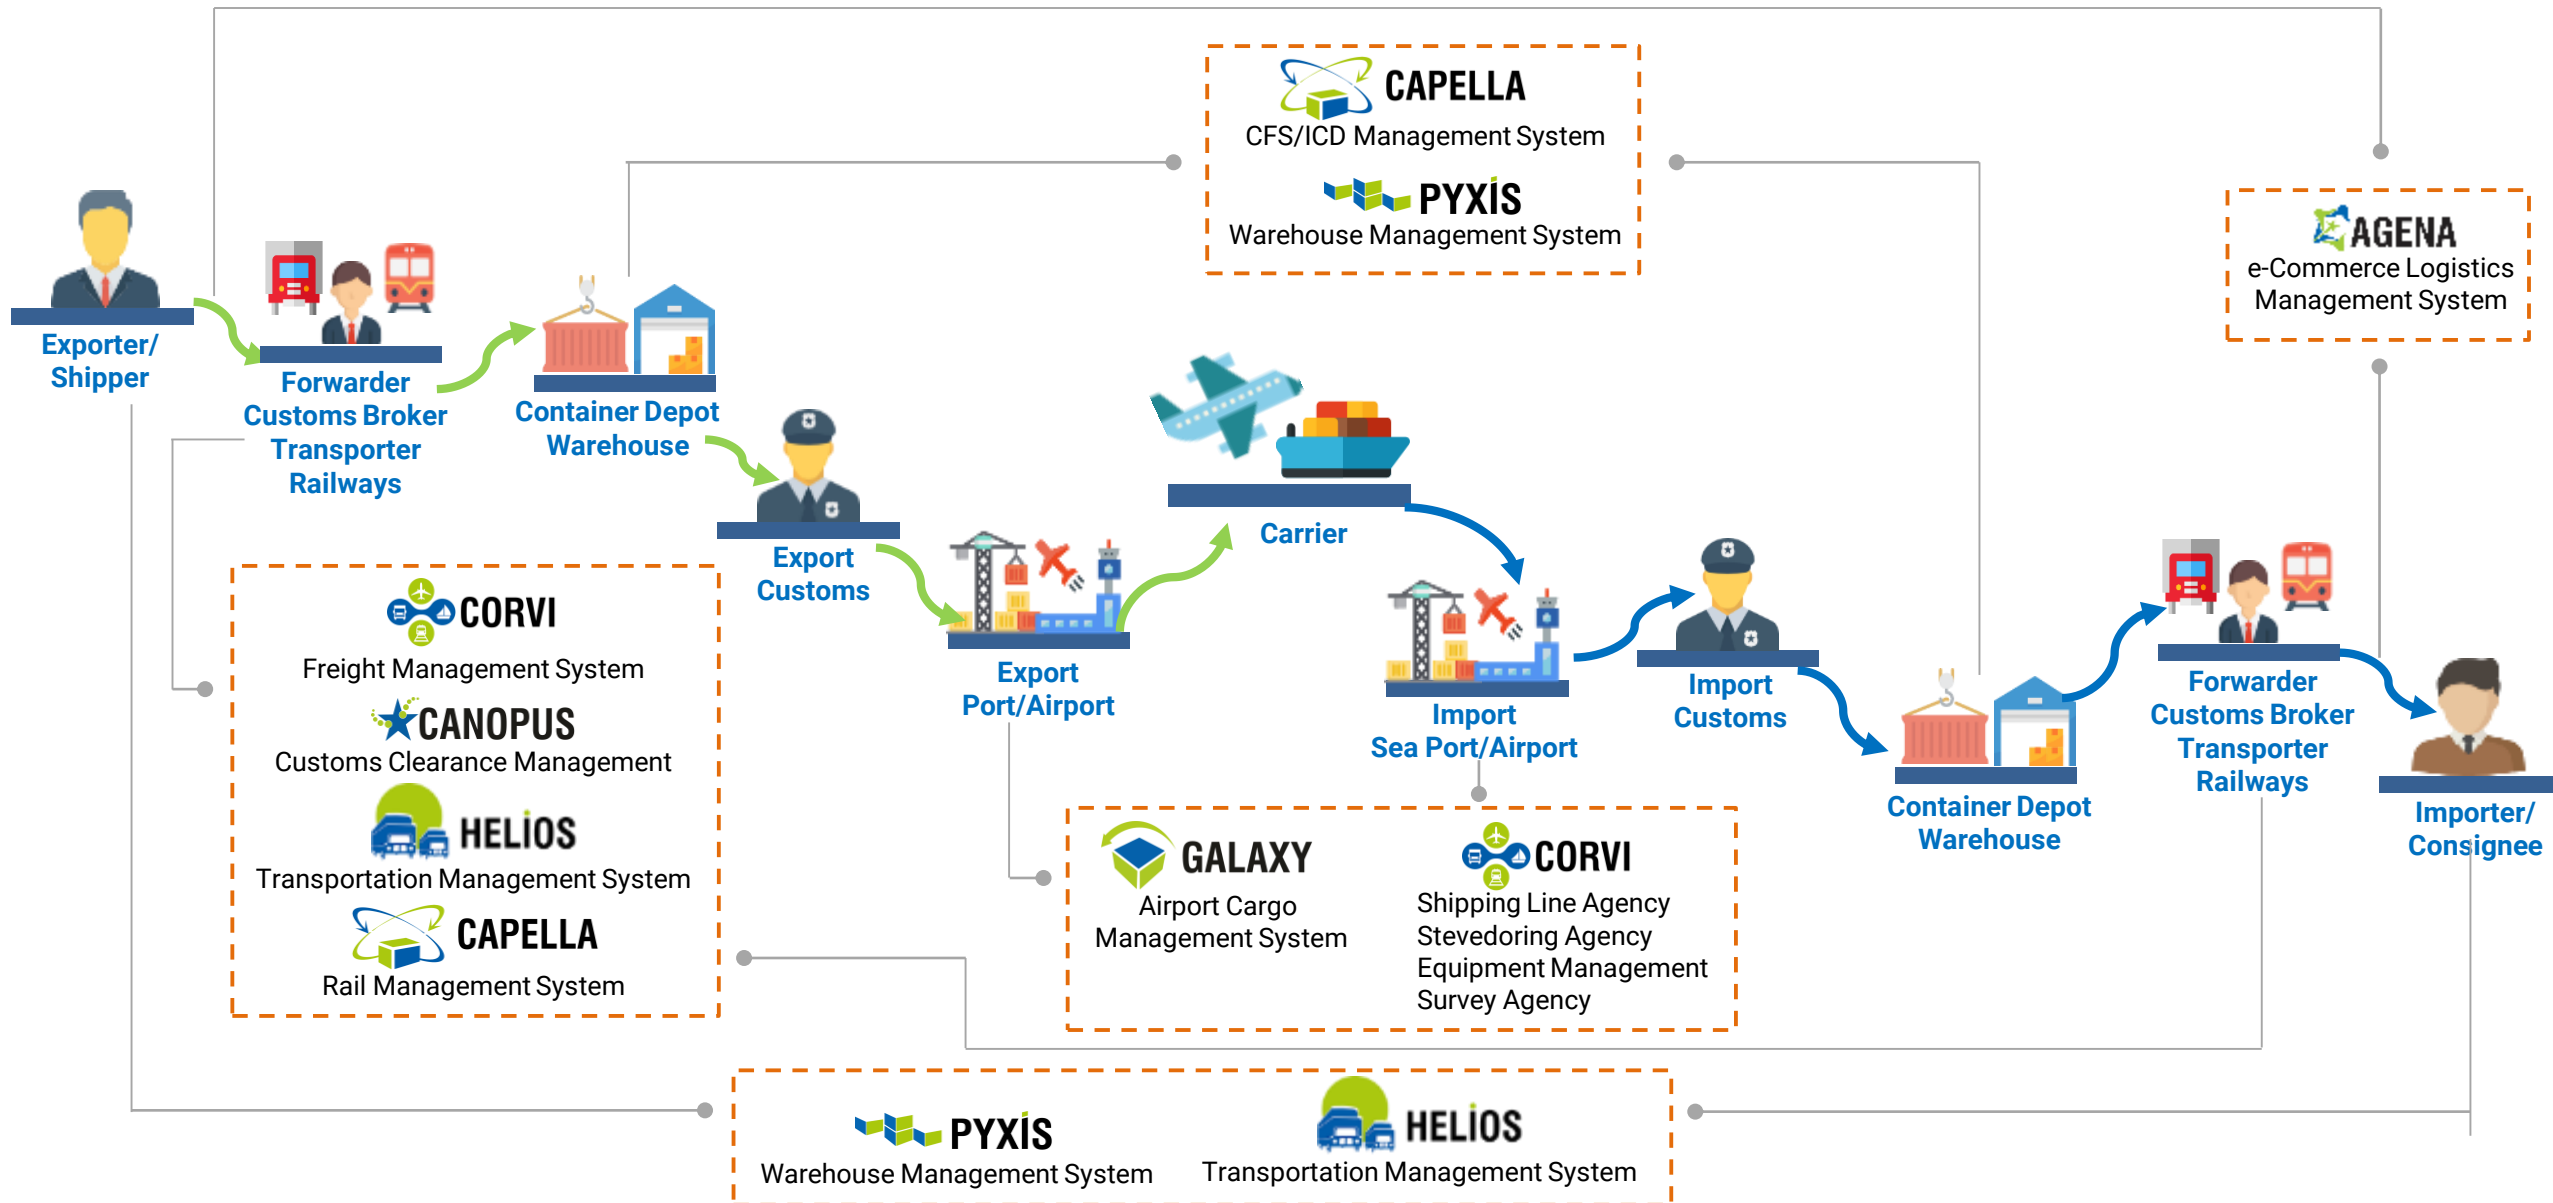 CAPELLA
CFS/ICD Management System
PYXIS
Warehouse Management System
AGENA
e-Commerce Logistics
Management System
Exporter/
Shipper
Forwarder
Customs Broker
Transporter
Railways
Container Depot
Warehouse
Export
Customs
Export
Port/Airport
Carrier
Import
Sea Port/Airport
Import
Customs
Container Depot
Warehouse
Forwarder
Customs Broker
Transporter
Railways
Importer/
Consignee
CORVI
Freight Management System
CANOPUS
Customs Clearance Management
HELIOS
Transportation Management System
CAPELLA
Rail Management System
GALAXY
Airport Cargo
Management System
CORVI
Shipping Line Agency
Stevedoring Agency
Equipment Management
Survey Agency
PYXIS
Warehouse Management System
HELIOS
Transportation Management System